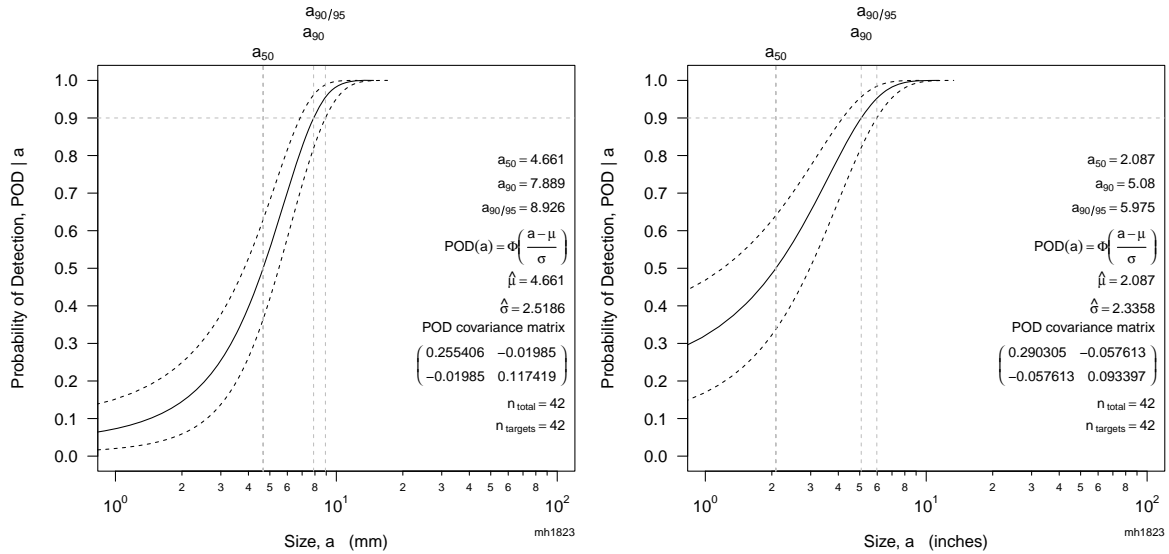 a90/95
a90
a50
Probability of Detection, POD | a
1.0
0.9
0.8
0.7
0.6
0.5
0.4
0.3
0.2
0.1
0.0
a50 = 4.661
a90 = 7.889
a90/95 = 8.926
POD(a) = Φ((a − μ)/σ)
μ̂ = 4.661
σ̂ = 2.5186
POD covariance matrix
0.255406 −0.01985
−0.01985 0.117419
n total = 42
n targets = 42
10^0 2 3 4 5 6 8 10^1 2 3 4 5 6 8 10^2
Size, a (mm)
mh1823
a90/95
a90
a50
Probability of Detection, POD | a
1.0
0.9
0.8
0.7
0.6
0.5
0.4
0.3
0.2
0.1
0.0
a50 = 2.087
a90 = 5.08
a90/95 = 5.975
POD(a) = Φ((a − μ)/σ)
μ̂ = 2.087
σ̂ = 2.3358
POD covariance matrix
0.290305 −0.057613
−0.057613 0.093397
n total = 42
n targets = 42
10^0 2 3 4 5 6 8 10^1 2 3 4 5 6 8 10^2
Size, a (inches)
mh1823